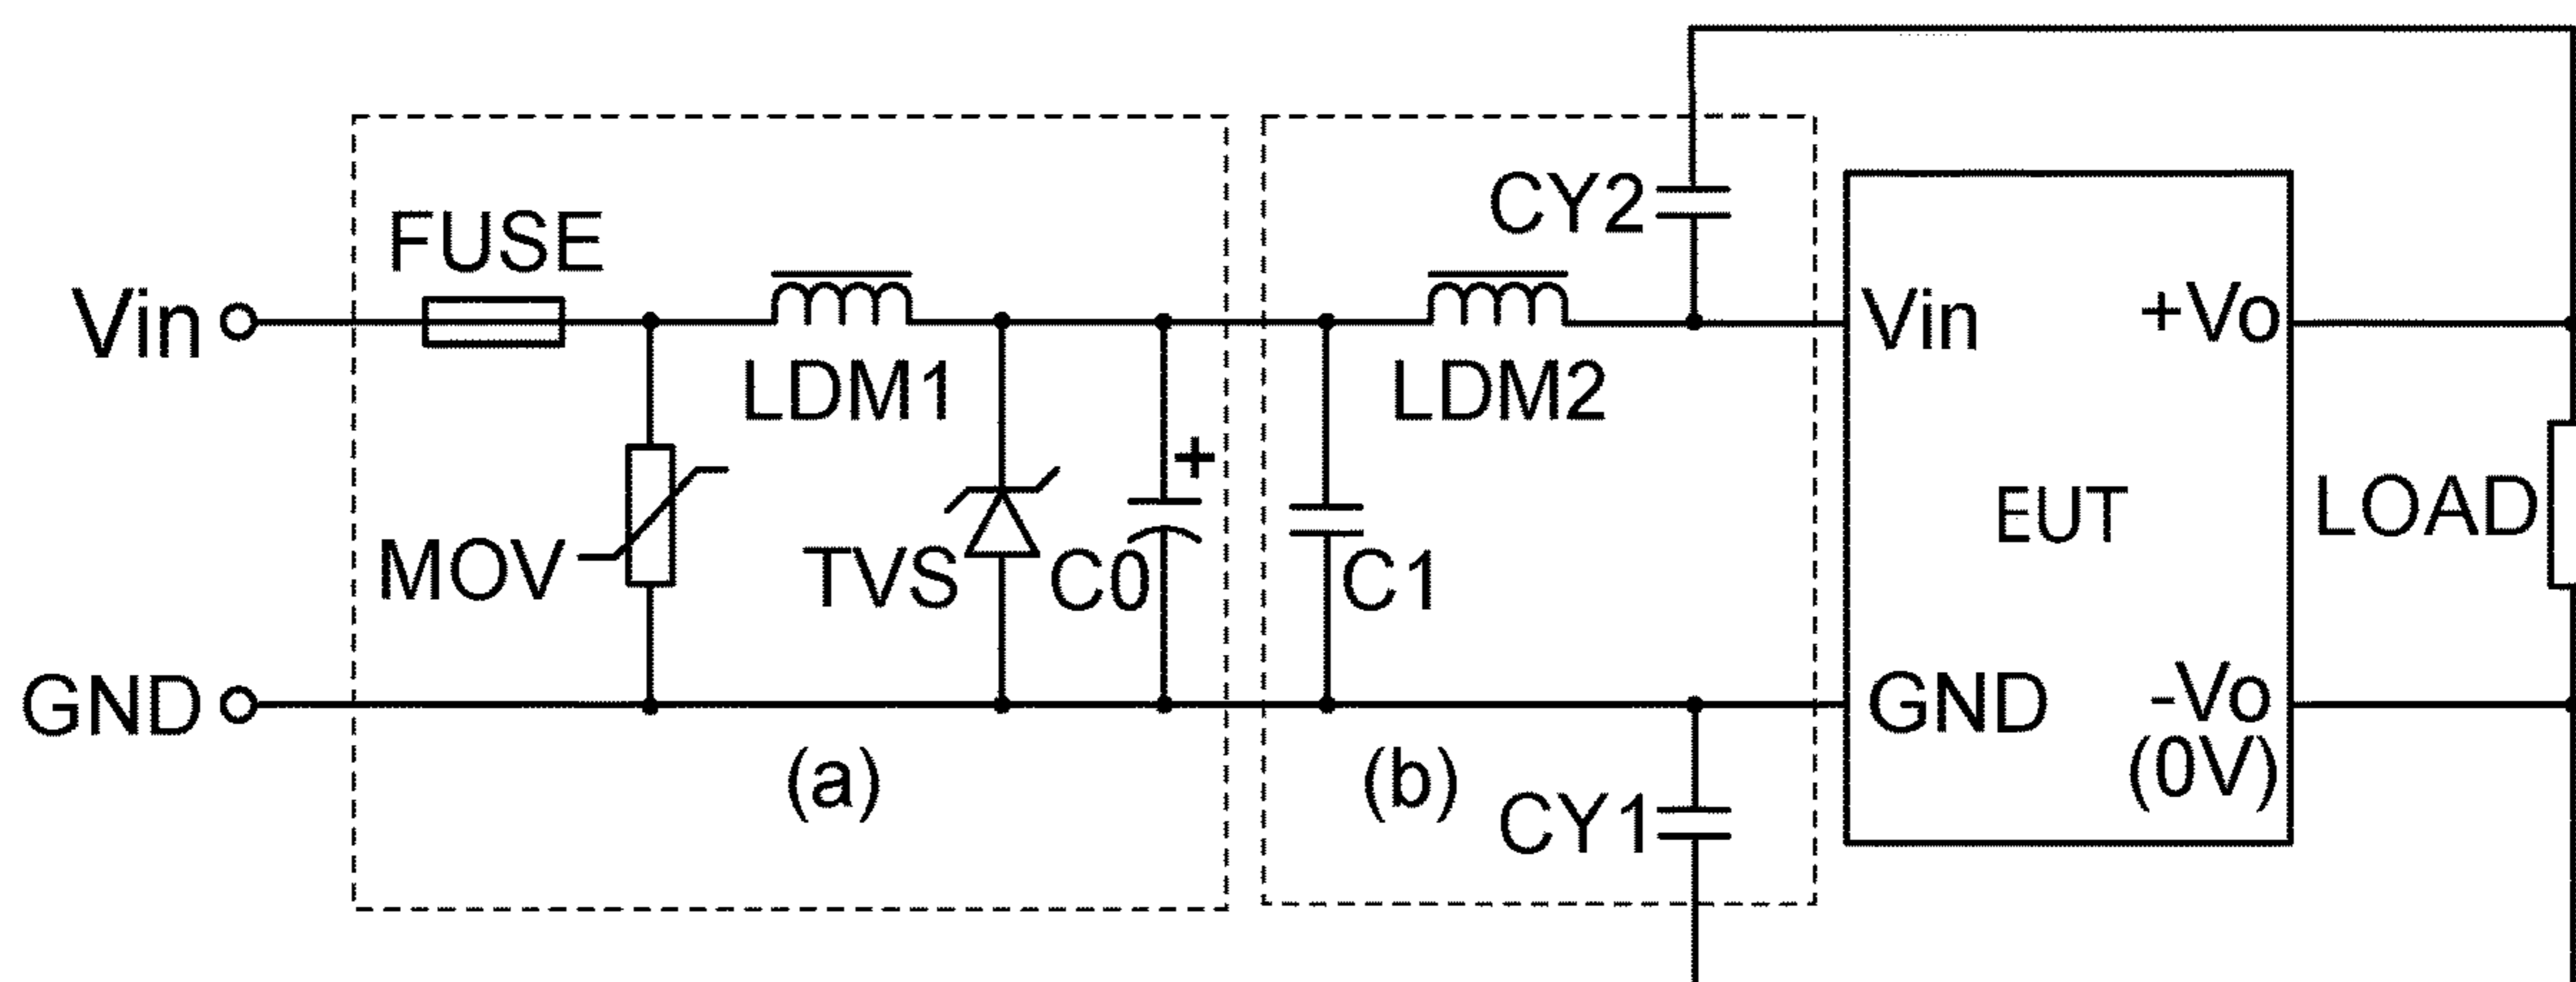 CY2
FUSE
Vin
LDM1
LDM2
Vin
+Vo
+
MOV
TVS
C0
C1
EUT
LOAD
GND
GND
-Vo
(0V)
(a)
(b)
CY1